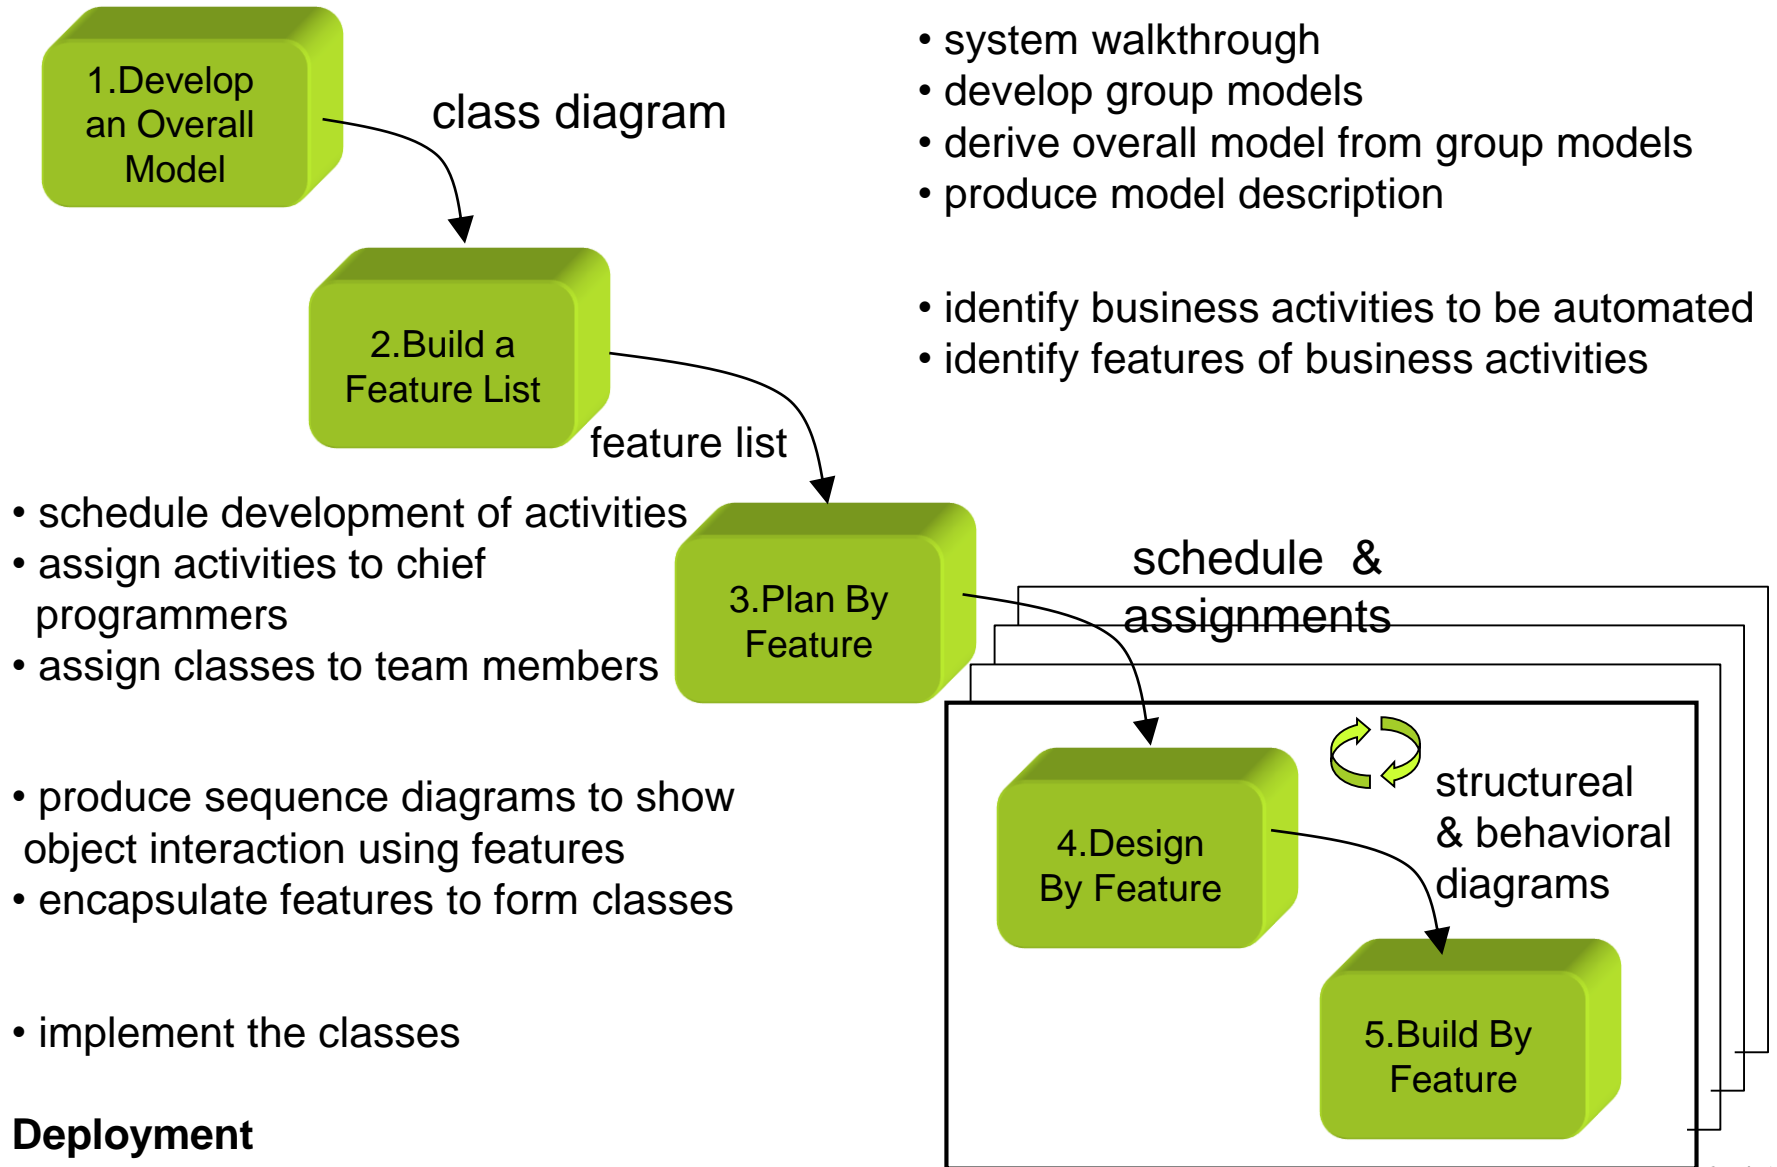 1.Develop
an Overall
Model
class diagram
• system walkthrough
• develop group models
• derive overall model from group models
• produce model description
2.Build a
Feature List
• identify business activities to be automated
• identify features of business activities
feature list
• schedule development of activities
• assign activities to chief
programmers
• assign classes to team members
3.Plan By
Feature
schedule &
assignments
• produce sequence diagrams to show
object interaction using features
• encapsulate features to form classes
4.Design
By Feature
structureal
& behavioral
diagrams
• implement the classes
5.Build By
Feature
Deployment